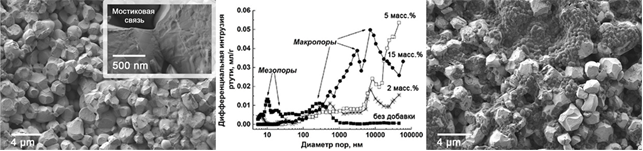 Мостиковая
связь
500 nm
4 μm
Дифференциальная интрузия
ртути, мл/г
0.06
0.05
0.04
0.03
0.02
0.01
0.00
Мезопоры
Макропоры
5 масс.%
15 масс.%
2 масс.%
без добавки
5 10 100 1000 10000 100000
Диаметр пор, нм
4 μm